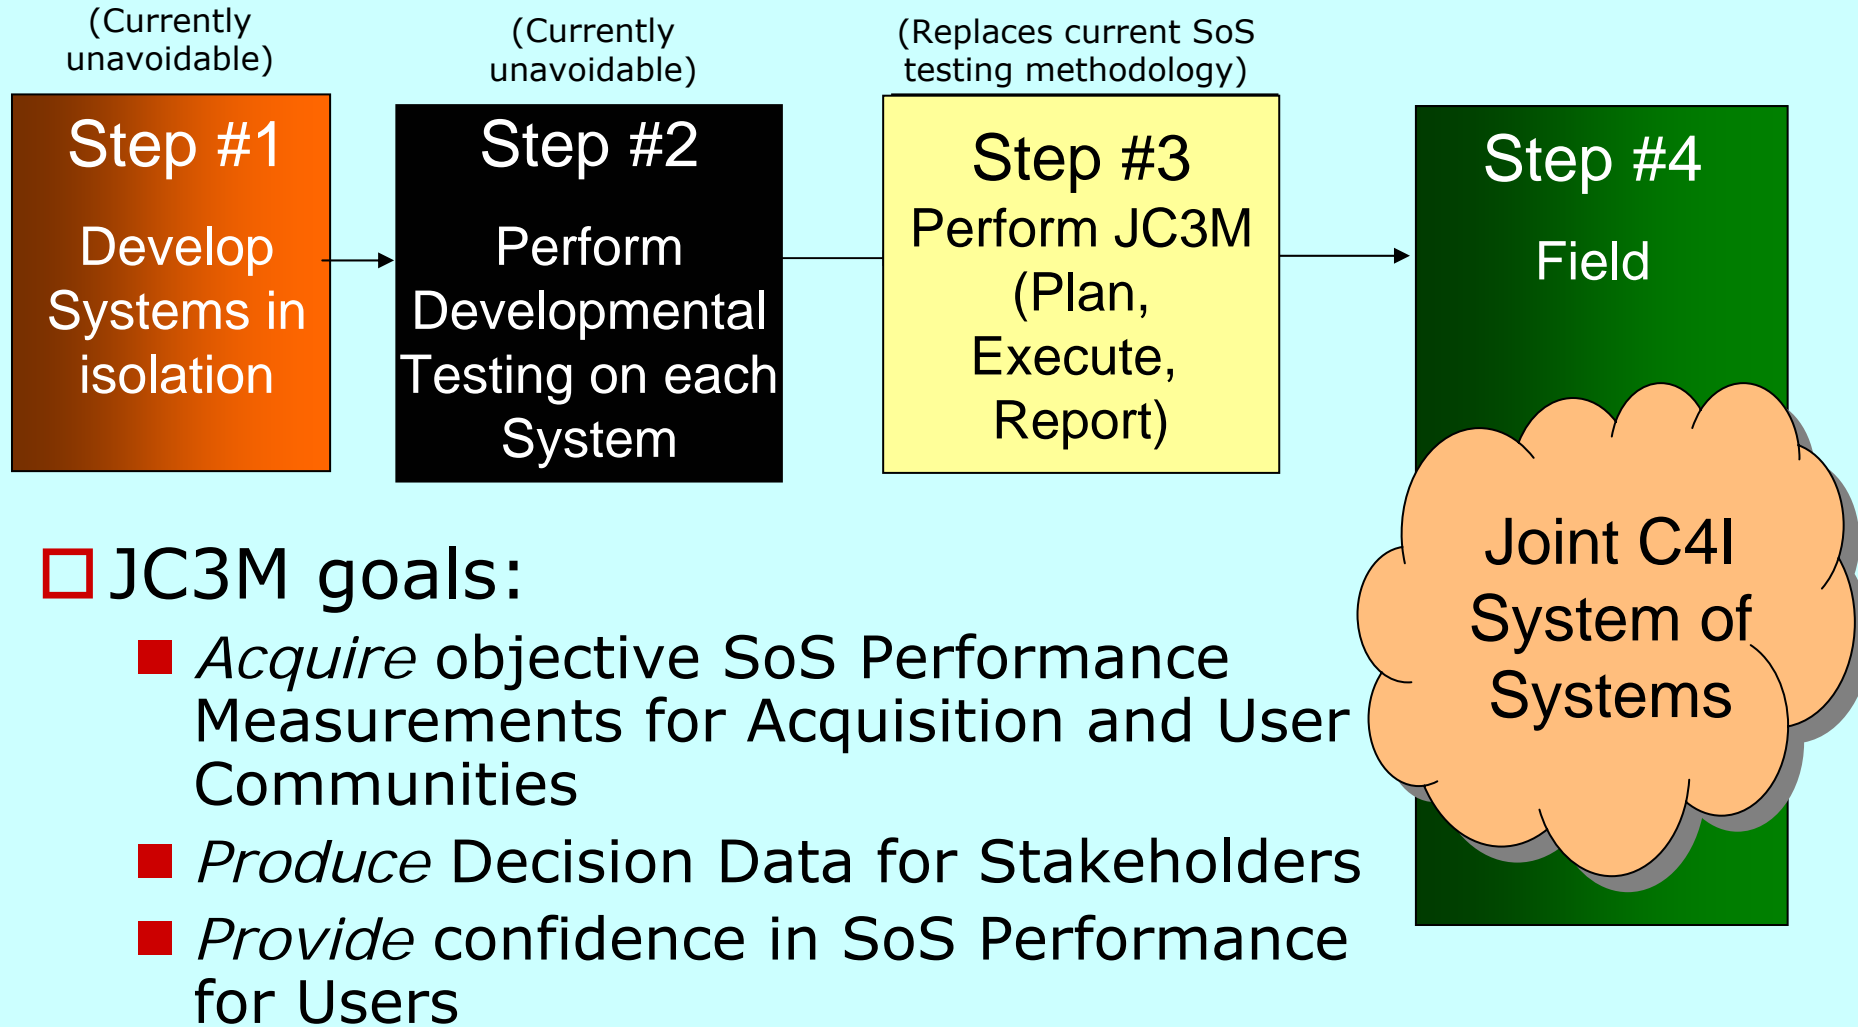 (Currently
unavoidable)
Step #1
Develop
Systems in
isolation
(Currently
unavoidable)
Step #2
Perform
Developmental
Testing on each
System
(Replaces current SoS
testing methodology)
Step #3
Perform JC3M
(Plan,
Execute,
Report)
Step #4
Field
Joint C4I
System of
Systems
JC3M goals:
Acquire objective SoS Performance
Measurements for Acquisition and User
Communities
Produce Decision Data for Stakeholders
Provide confidence in SoS Performance
for Users